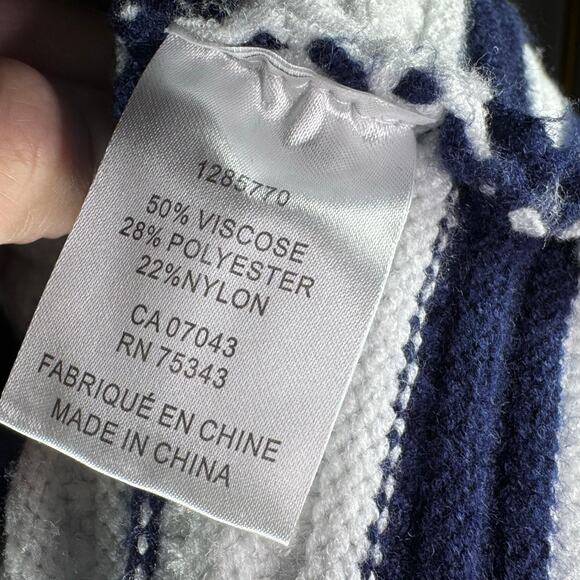 1285770
50% VISCOSE
28% POLYESTER
22%NYLON
CA 07043
RN 75343
FABRIQUÉ EN CHINE
MADE IN CHINA